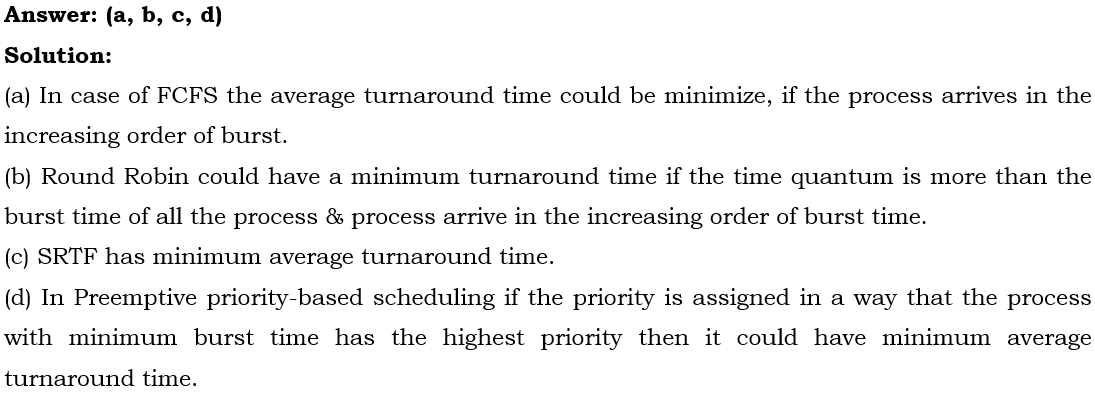 Answer: (a, b, c, d)
Solution:
(a) In case of FCFS the average turnaround time could be minimize, if the process arrives in the
increasing order of burst.
(b) Round Robin could have a minimum turnaround time if the time quantum is more than the
burst time of all the process & process arrive in the increasing order of burst time.
(c) SRTF has minimum average turnaround time.
(d) In Preemptive priority-based scheduling if the priority is assigned in a way that the process
with minimum burst time has the highest priority then it could have minimum average
turnaround time.